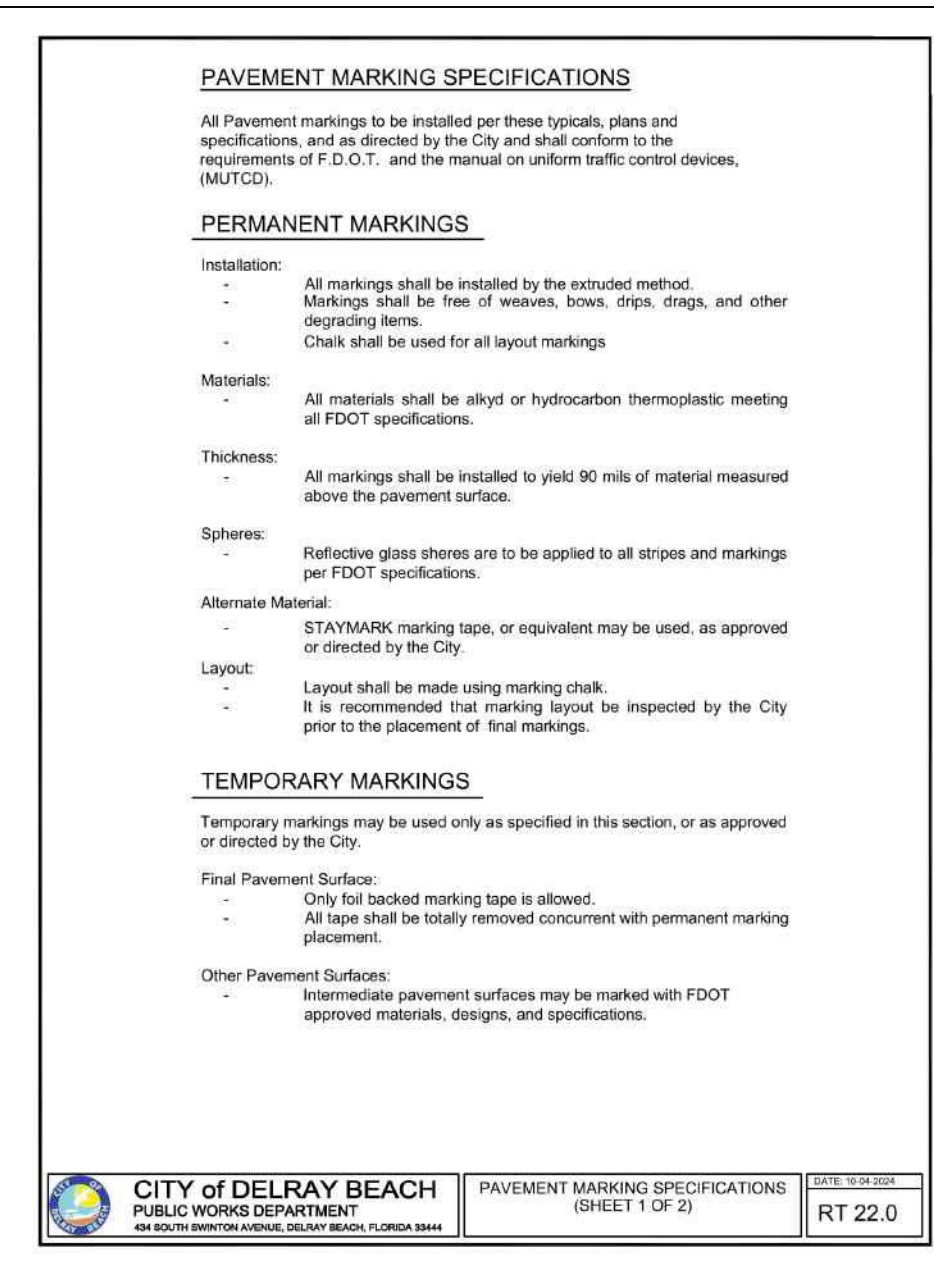 PAVEMENT MARKING SPECIFICATIONS
All Pavement markings to be installed per these typicals, plans and
specifications, and as directed by the City and shall conform to the
requirements of F.D.O.T. and the manual on uniform traffic control devices,
(MUTCD).
PERMANENT MARKINGS
Installation:
- All markings shall be installed by the extruded method.
- Markings shall be free of weaves, bows, drips, drags, and other
degrading items.
- Chalk shall be used for all layout markings
Materials:
- All materials shall be alkyd or hydrocarbon thermoplastic meeting
all FDOT specifications.
Thickness:
- All markings shall be installed to yield 90 mils of material measured
above the pavement surface.
Spheres:
- Reflective glass sheres are to be applied to all stripes and markings
per FDOT specifications.
Alternate Material:
- STAYMARK marking tape, or equivalent may be used, as approved
or directed by the City.
Layout:
- Layout shall be made using marking chalk.
- It is recommended that marking layout be inspected by the City
prior to the placement of final markings.
TEMPORARY MARKINGS
Temporary markings may be used only as specified in this section, or as approved
or directed by the City.
Final Pavement Surface:
- Only foil backed marking tape is allowed.
- All tape shall be totally removed concurrent with permanent marking
placement.
Other Pavement Surfaces:
- Intermediate pavement surfaces may be marked with FDOT
approved materials, designs, and specifications.
CITY OF DELRAY BEACH
CITY of DELRAY BEACH
PUBLIC WORKS DEPARTMENT
434 SOUTH SWINTON AVENUE, DELRAY BEACH, FLORIDA 33444
PAVEMENT MARKING SPECIFICATIONS
(SHEET 1 OF 2)
DATE: 10-04-2024
RT 22.0